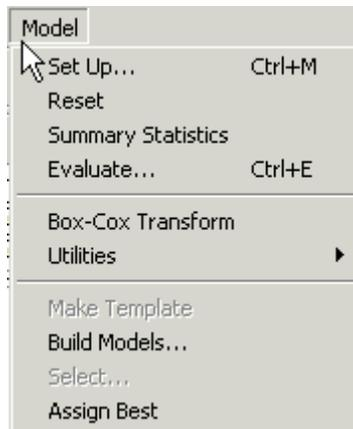 Model
Set Up... Ctrl+M
Reset
Summary Statistics
Evaluate... Ctrl+E
Box-Cox Transform
Utilities
Make Template
Build Models...
Select...
Assign Best